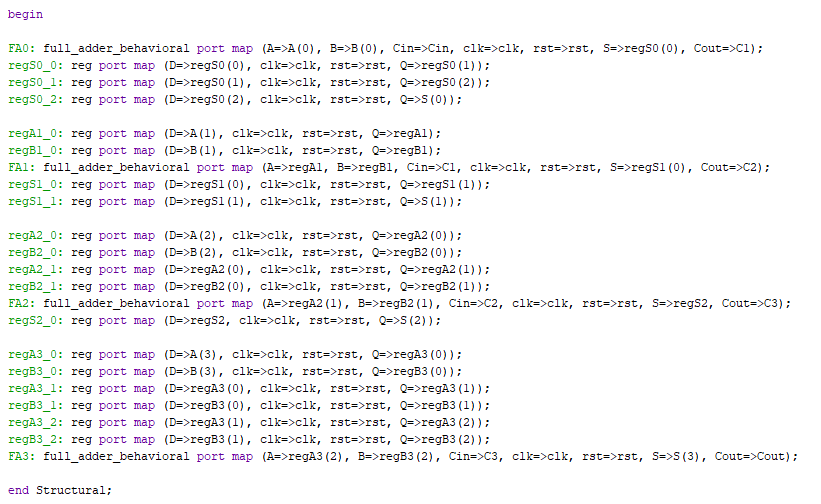 begin
FA0: full_adder_behavioral port map (A=>A(0), B=>B(0), Cin=>Cin, clk=>clk, rst=>rst, S=>regS0(0), Cout=>C1);
regS0_0: reg port map (D=>regS0(0), clk=>clk, rst=>rst, Q=>regS0(1));
regS0_1: reg port map (D=>regS0(1), clk=>clk, rst=>rst, Q=>regS0(2));
regS0_2: reg port map (D=>regS0(2), clk=>clk, rst=>rst, Q=>S(0));
regA1_0: reg port map (D=>A(1), clk=>clk, rst=>rst, Q=>regA1);
regB1_0: reg port map (D=>B(1), clk=>clk, rst=>rst, Q=>regB1);
FA1: full_adder_behavioral port map (A=>regA1, B=>regB1, Cin=>C1, clk=>clk, rst=>rst, S=>regS1(0), Cout=>C2);
regS1_0: reg port map (D=>regS1(0), clk=>clk, rst=>rst, Q=>regS1(1));
regS1_1: reg port map (D=>regS1(1), clk=>clk, rst=>rst, Q=>S(1));
regA2_0: reg port map (D=>A(2), clk=>clk, rst=>rst, Q=>regA2(0));
regB2_0: reg port map (D=>B(2), clk=>clk, rst=>rst, Q=>regB2(0));
regA2_1: reg port map (D=>regA2(0), clk=>clk, rst=>rst, Q=>regA2(1));
regB2_1: reg port map (D=>regB2(0), clk=>clk, rst=>rst, Q=>regB2(1));
FA2: full_adder_behavioral port map (A=>regA2(1), B=>regB2(1), Cin=>C2, clk=>clk, rst=>rst, S=>regS2, Cout=>C3);
regS2_0: reg port map (D=>regS2, clk=>clk, rst=>rst, Q=>S(2));
regA3_0: reg port map (D=>A(3), clk=>clk, rst=>rst, Q=>regA3(0));
regB3_0: reg port map (D=>B(3), clk=>clk, rst=>rst, Q=>regB3(0));
regA3_1: reg port map (D=>regA3(0), clk=>clk, rst=>rst, Q=>regA3(1));
regB3_1: reg port map (D=>regB3(0), clk=>clk, rst=>rst, Q=>regB3(1));
regA3_2: reg port map (D=>regA3(1), clk=>clk, rst=>rst, Q=>regA3(2));
regB3_2: reg port map (D=>regB3(1), clk=>clk, rst=>rst, Q=>regB3(2));
FA3: full_adder_behavioral port map (A=>regA3(2), B=>regB3(2), Cin=>C3, clk=>clk, rst=>rst, S=>S(3), Cout=>Cout);
end Structural;